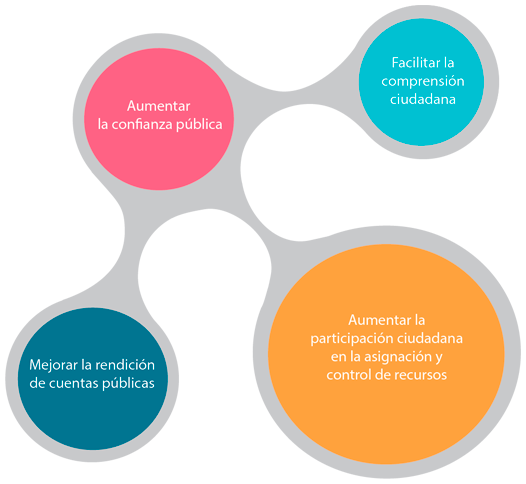 Facilitar la
comprensión
ciudadana
Aumentar
la confianza pública
Aumentar la
participación ciudadana
en la asignación y
control de recursos
Mejorar la rendición
de cuentas públicas